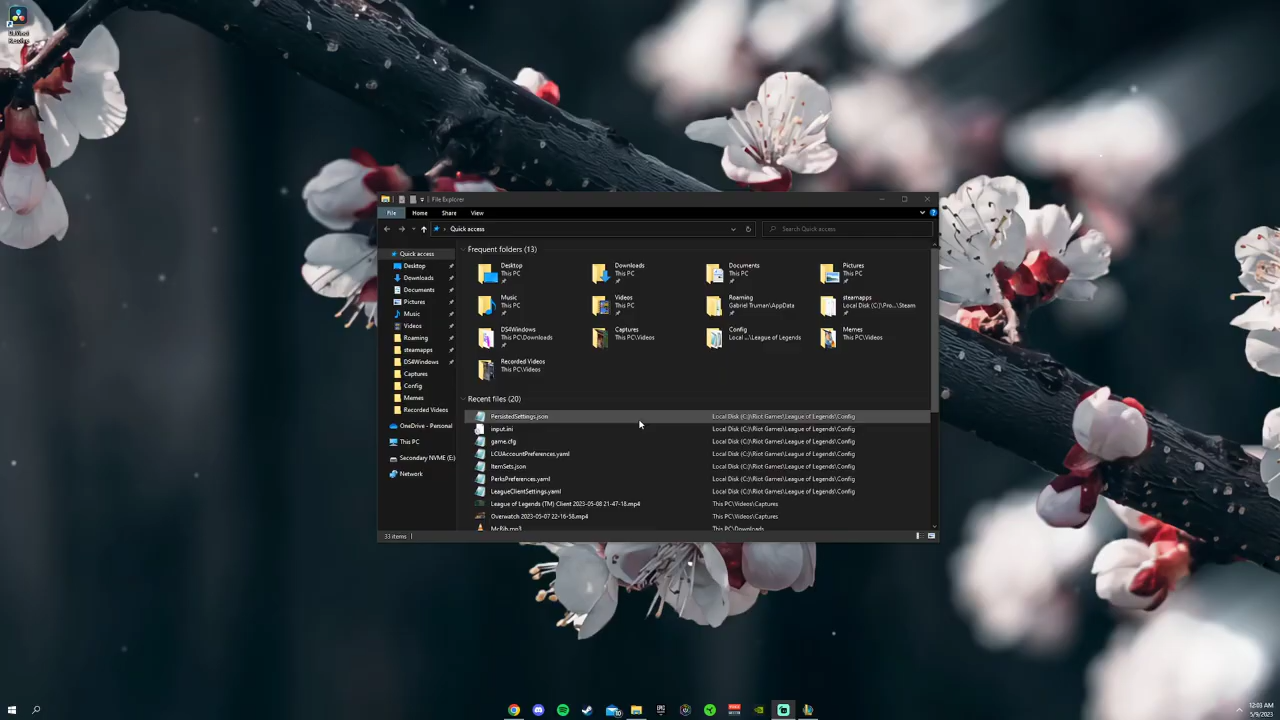 DaVinci
Resolve
File Explorer
File
Home
Share
View
Quick access
Search Quick access
Quick access
Desktop
Downloads
Documents
Pictures
Music
Videos
Roaming
steamapps
DS4Windows
Captures
Config
Memes
Recorded Videos
OneDrive - Personal
This PC
Secondary NVME (E:)
Network
Frequent folders (13)
Desktop
This PC
Downloads
This PC
Documents
This PC
Pictures
This PC
Music
This PC
Videos
This PC
Roaming
Gabriel Truman\AppData
steamapps
Local Disk (C:)\Pro...\Steam
DS4Windows
This PC\Downloads
Captures
This PC\Videos
Config
Local ...\League of Legends
Memes
This PC\Videos
Recorded Videos
This PC\Videos
Recent files (20)
PersistedSettings.json Local Disk (C:)\Riot Games\League of Legends\Config
input.ini Local Disk (C:)\Riot Games\League of Legends\Config
game.cfg Local Disk (C:)\Riot Games\League of Legends\Config
LCUAccountPreferences.yaml Local Disk (C:)\Riot Games\League of Legends\Config
ItemSets.json Local Disk (C:)\Riot Games\League of Legends\Config
PerksPreferences.yaml Local Disk (C:)\Riot Games\League of Legends\Config
LeagueClientSettings.yaml Local Disk (C:)\Riot Games\League of Legends\Config
League of Legends (TM) Client 2023-05-08 21-47-18.mp4 This PC\Videos\Captures
Overwatch 2023-05-07 22-16-58.mp4 This PC\Videos\Captures
McRib.mp3 This PC\Downloads
33 items
12:03 AM
5/9/2023